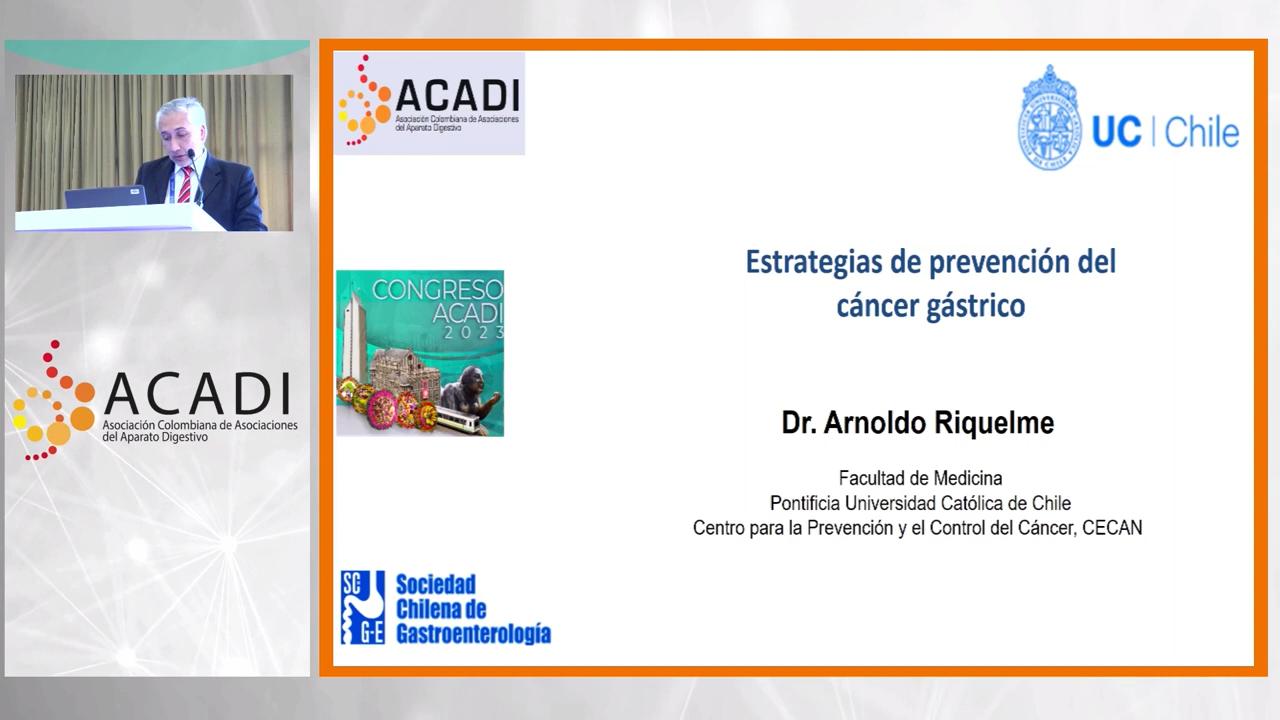 ACADI
Asociación Colombiana de Asociaciones
del Aparato Digestivo
ACADI
Asociación Colombiana de Asociaciones
del Aparato Digestivo
UC | Chile
CONGRESO
ACADI
2023
Estrategias de prevención del
cáncer gástrico
Dr. Arnoldo Riquelme
Facultad de Medicina
Pontificia Universidad Católica de Chile
Centro para la Prevención y el Control del Cáncer, CECAN
SC
G-E
Sociedad
Chilena de
Gastroenterología